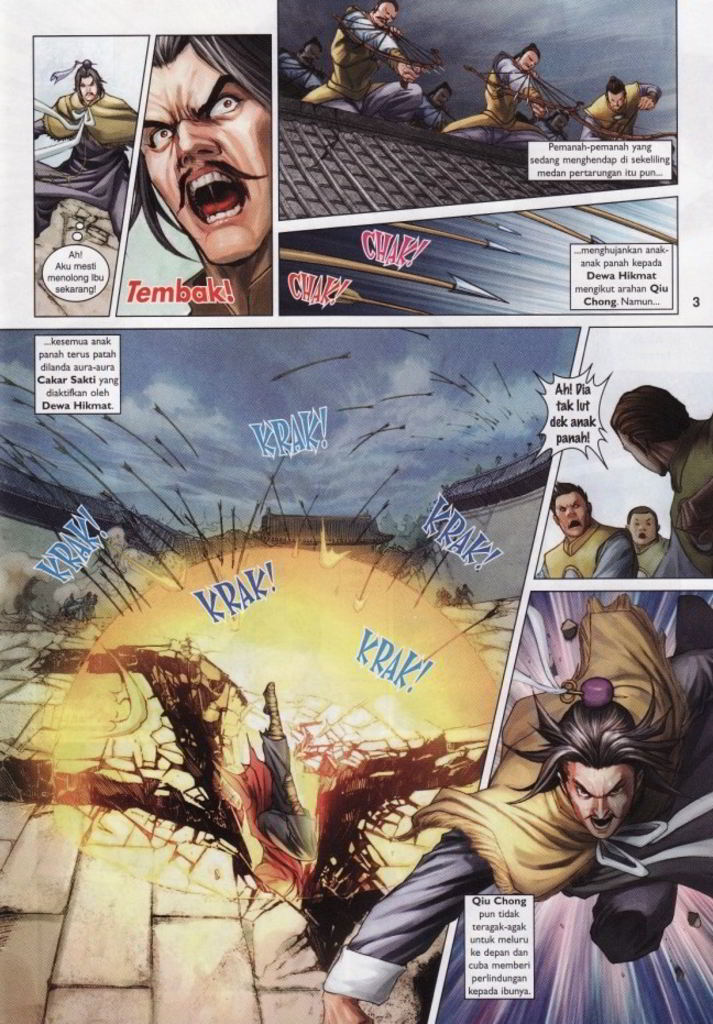 Ah!
Aku mesti
menolong Ibu
sekarang!
Tembak!
Pemanah-pemanah yang
sedang menghendap di sekeliling
medan pertarungan itu pun...
CHAK!
CHAK!
...menghujankan anak-
anak panah kepada
Dewa Hikmat
mengikut arahan Qiu
Chong. Namun...
3
...kesemua anak
panah terus patah
dilanda aura-aura
Cakar Sakti yang
diaktifkan oleh
Dewa Hikmat.
KRAK!
KRAK!
KRAK!
KRAK!
KRAK!
Ah! Dia
tak lut
dek anak
panah!
Qiu Chong
pun tidak
teragak-agak
untuk meluru
ke depan dan
cuba memberi
perlindungan
kepada ibunya.